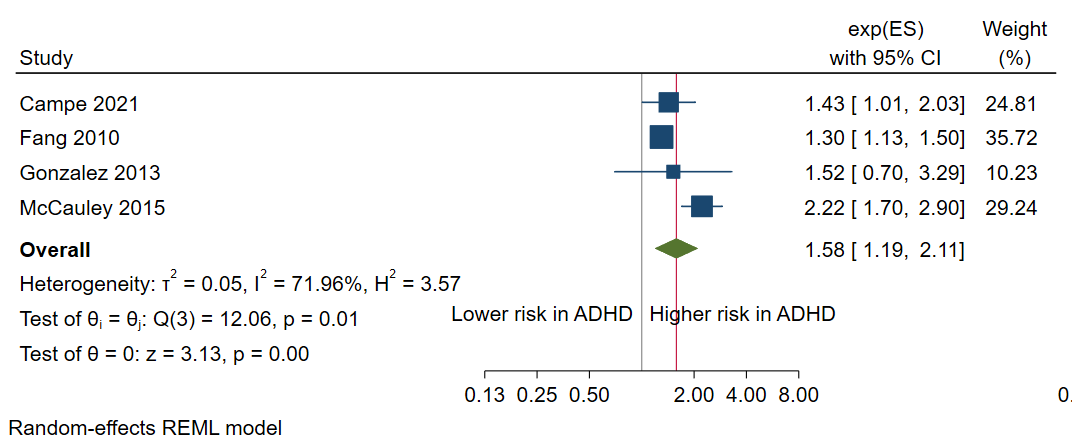 exp(ES) Weight
Study with 95% CI (%)
Campe 2021 1.43 [ 1.01, 2.03] 24.81
Fang 2010 1.30 [ 1.13, 1.50] 35.72
Gonzalez 2013 1.52 [ 0.70, 3.29] 10.23
McCauley 2015 2.22 [ 1.70, 2.90] 29.24
Overall 1.58 [ 1.19, 2.11]
Heterogeneity: τ² = 0.05, I² = 71.96%, H² = 3.57
Lower risk in ADHD Higher risk in ADHD
Test of θᵢ = θⱼ: Q(3) = 12.06, p = 0.01
Test of θ = 0: z = 3.13, p = 0.00
0.13 0.25 0.50 2.00 4.00 8.00
Random-effects REML model